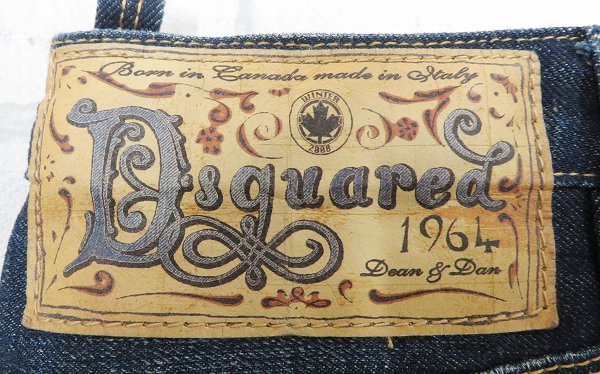 Born in Canada made in Italy
WINTER
2008
Dsquared
1964
Dean & Dan